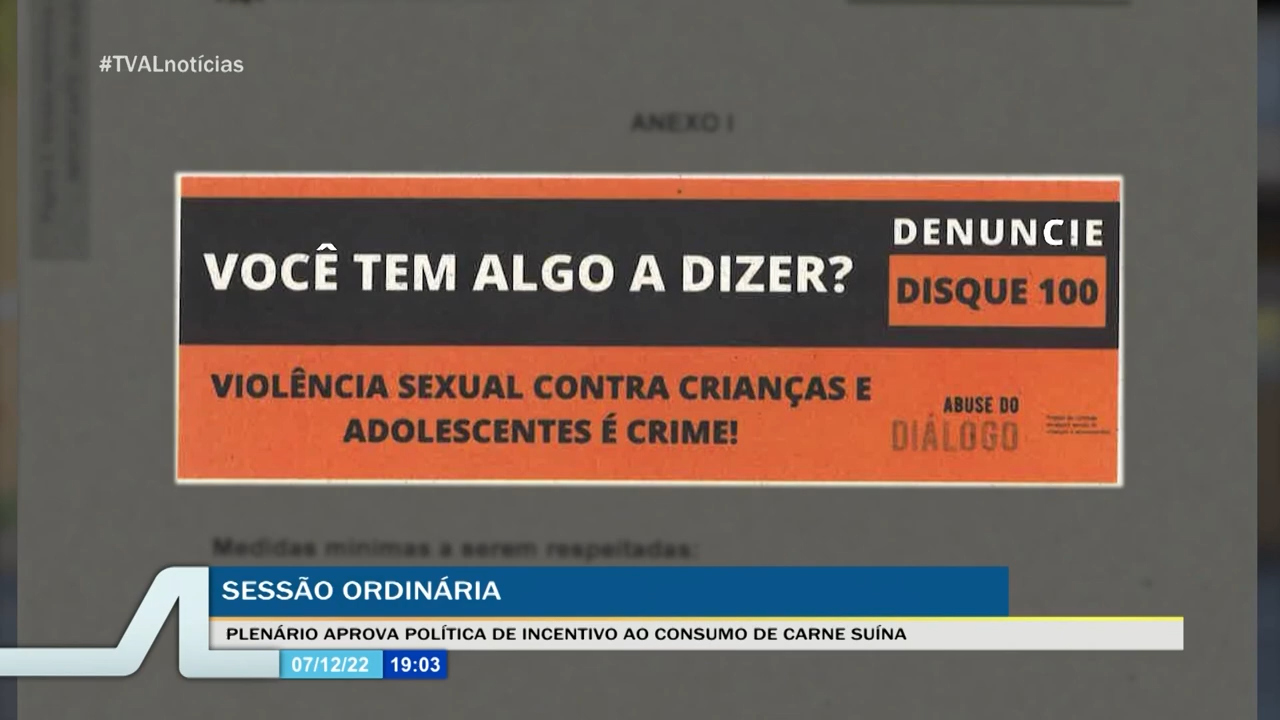 #TVALnotícias
ANEXO I
VOCÊ TEM ALGO A DIZER?
DENUNCIE
DISQUE 100
VIOLÊNCIA SEXUAL CONTRA CRIANÇAS E
ADOLESCENTES É CRIME!
ABUSE DO
DIÁLOGO
Medidas mínimas a serem respeitadas:
SESSÃO ORDINÁRIA
PLENÁRIO APROVA POLÍTICA DE INCENTIVO AO CONSUMO DE CARNE SUÍNA
07/12/22 19:03